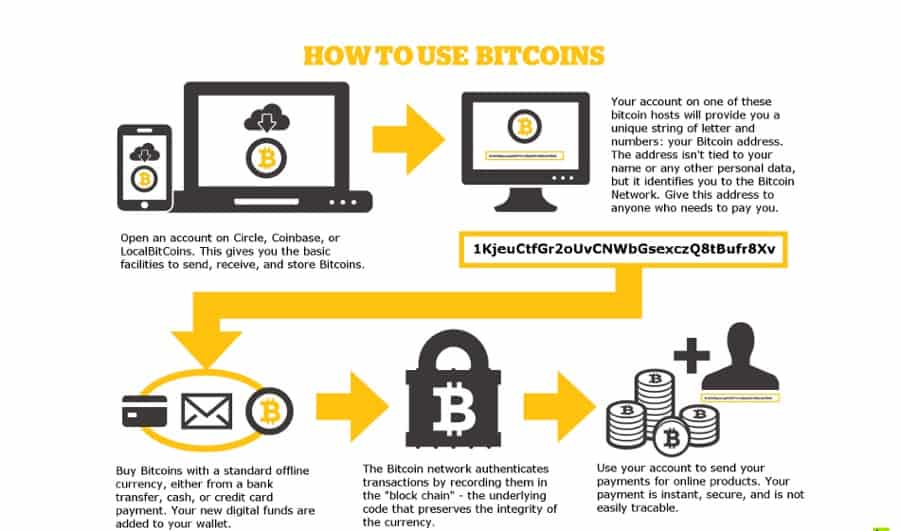 HOW TO USE BITCOINS
Your account on one of these
bitcoin hosts will provide you a
unique string of letter and
numbers: your Bitcoin address.
The address isn't tied to your
name or any other personal data,
but it identifies you to the Bitcoin
Network. Give this address to
anyone who needs to pay you.
Open an account on Circle, Coinbase, or
LocalBitCoins. This gives you the basic
facilities to send, receive, and store Bitcoins.
1KjeuCtfGr2oUvCNWbGsexczQ8tBufr8Xv
Buy Bitcoins with a standard offline
currency, either from a bank
transfer, cash, or credit card
payment. Your new digital funds are
added to your wallet.
The Bitcoin network authenticates
transactions by recording them in
the "block chain" - the underlying
code that preserves the integrity of
the currency.
Use your account to send your
payments for online products. Your
payment is instant, secure, and is not
easily tracable.